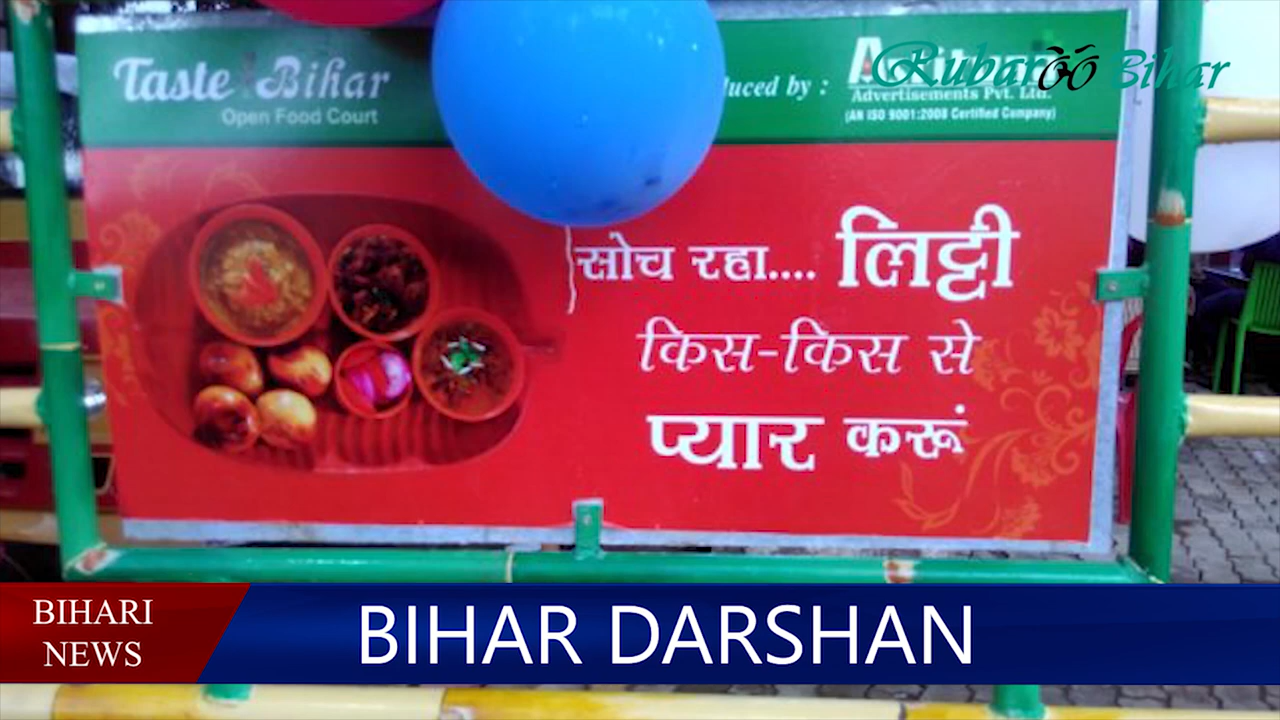 Taste Bihar
Open Food Court
duced by :
Rubaroo Bihar
Advertisements Pvt. Ltd.
(AN ISO 9001:2008 Certified Company)
सोच रहा.... लिट्टी
किस-किस से
प्यार करूं
BIHARI
NEWS
BIHAR DARSHAN